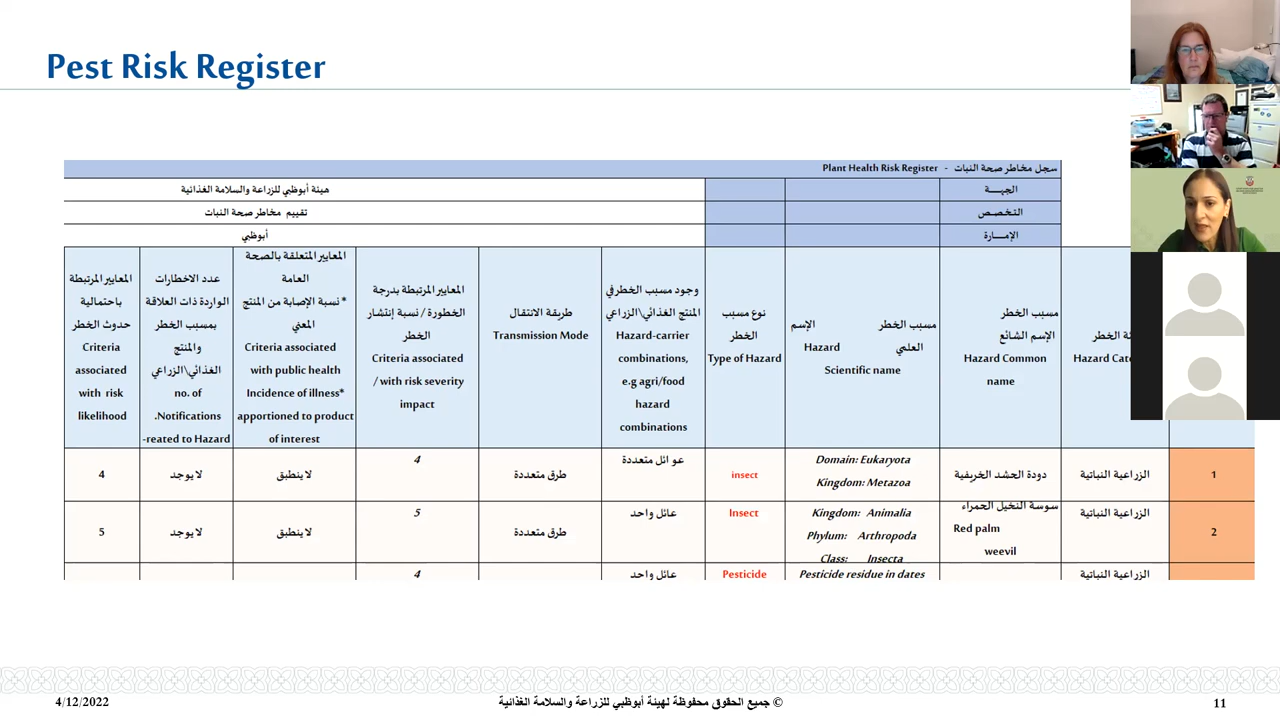 Pest Risk Register
سجل مخاطر صحة النبات - Plant Health Risk Register
الجهـــة
هيئة أبوظبي للزراعة والسلامة الغذائية
التخصص
تقييم مخاطر صحة النبات
الإمـــارة
أبوظبي
مسبب الخطر
الإسم الشائع
Hazard Common
name
مسبب الخطر الإسم
العلمي Hazard
Scientific name
نوع مسبب
الخطر
Type of Hazard
وجود مسبب الخطر في
المنتج الغذائي\الزراعي
Hazard-carrier
combinations,
e.g agri/food
hazard
combinations
طريقة الانتقال
Transmission Mode
المعايير المرتبطة بدرجة
الخطورة / نسبة إنتشار
الخطر
Criteria associated
/ with risk severity
impact
المعايير المتعلقة بالصحة
العامة
* نسبة الإصابة من المنتج
المعني
Criteria associated
with public health
Incidence of illness*
apportioned to product
of interest
عدد الاخطارات
الواردة ذات العلاقة
بمسبب الخطر
والمنتج
الغذائي\الزراعي
no. of
.Notifications
-reated to Hazard
المعايير المرتبطة
باحتمالية
حدوث الخطر
Criteria
associated
with risk
likelihood
1
الزراعية النباتية
دودة الحشد الخريفية
Domain: Eukaryota
Kingdom: Metazoa
insect
عوائل متعددة
طرق متعددة
4
لا ينطبق
لا يوجد
4
2
الزراعية النباتية
سوسة النخيل الحمراء
Red palm
weevil
Kingdom: Animalia
Phylum: Arthropoda
Class: Insecta
Insect
عائل واحد
طرق متعددة
5
لا ينطبق
لا يوجد
5
الزراعية النباتية
Pesticide residue in dates
Pesticide
عائل واحد
4
4/12/2022
© جميع الحقوق محفوظة لهيئة أبوظبي للزراعة والسلامة الغذائية
11